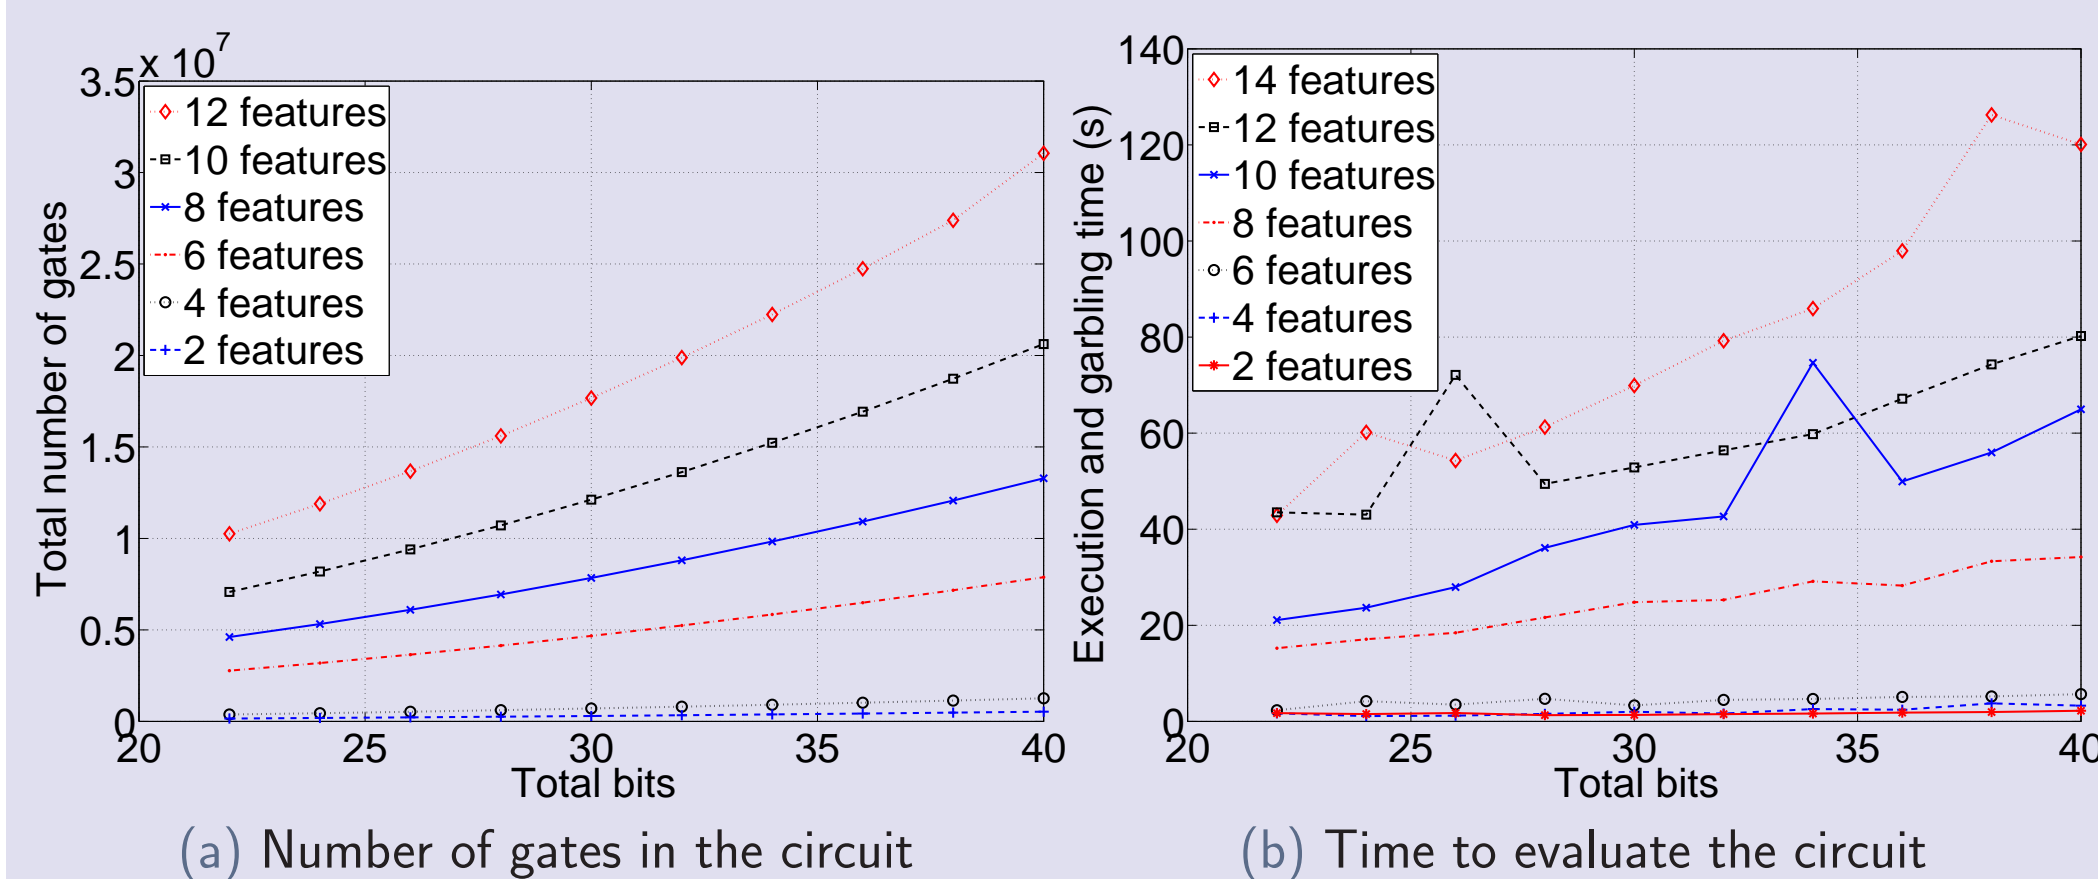 x 10^7
3.5
3
2.5
2
1.5
1
0.5
0
Total number of gates
12 features
10 features
8 features
6 features
4 features
2 features
20 25 30 35 40
Total bits
(a) Number of gates in the circuit
140
120
100
80
60
40
20
0
Execution and garbling time (s)
14 features
12 features
10 features
8 features
6 features
4 features
2 features
20 25 30 35 40
Total bits
(b) Time to evaluate the circuit